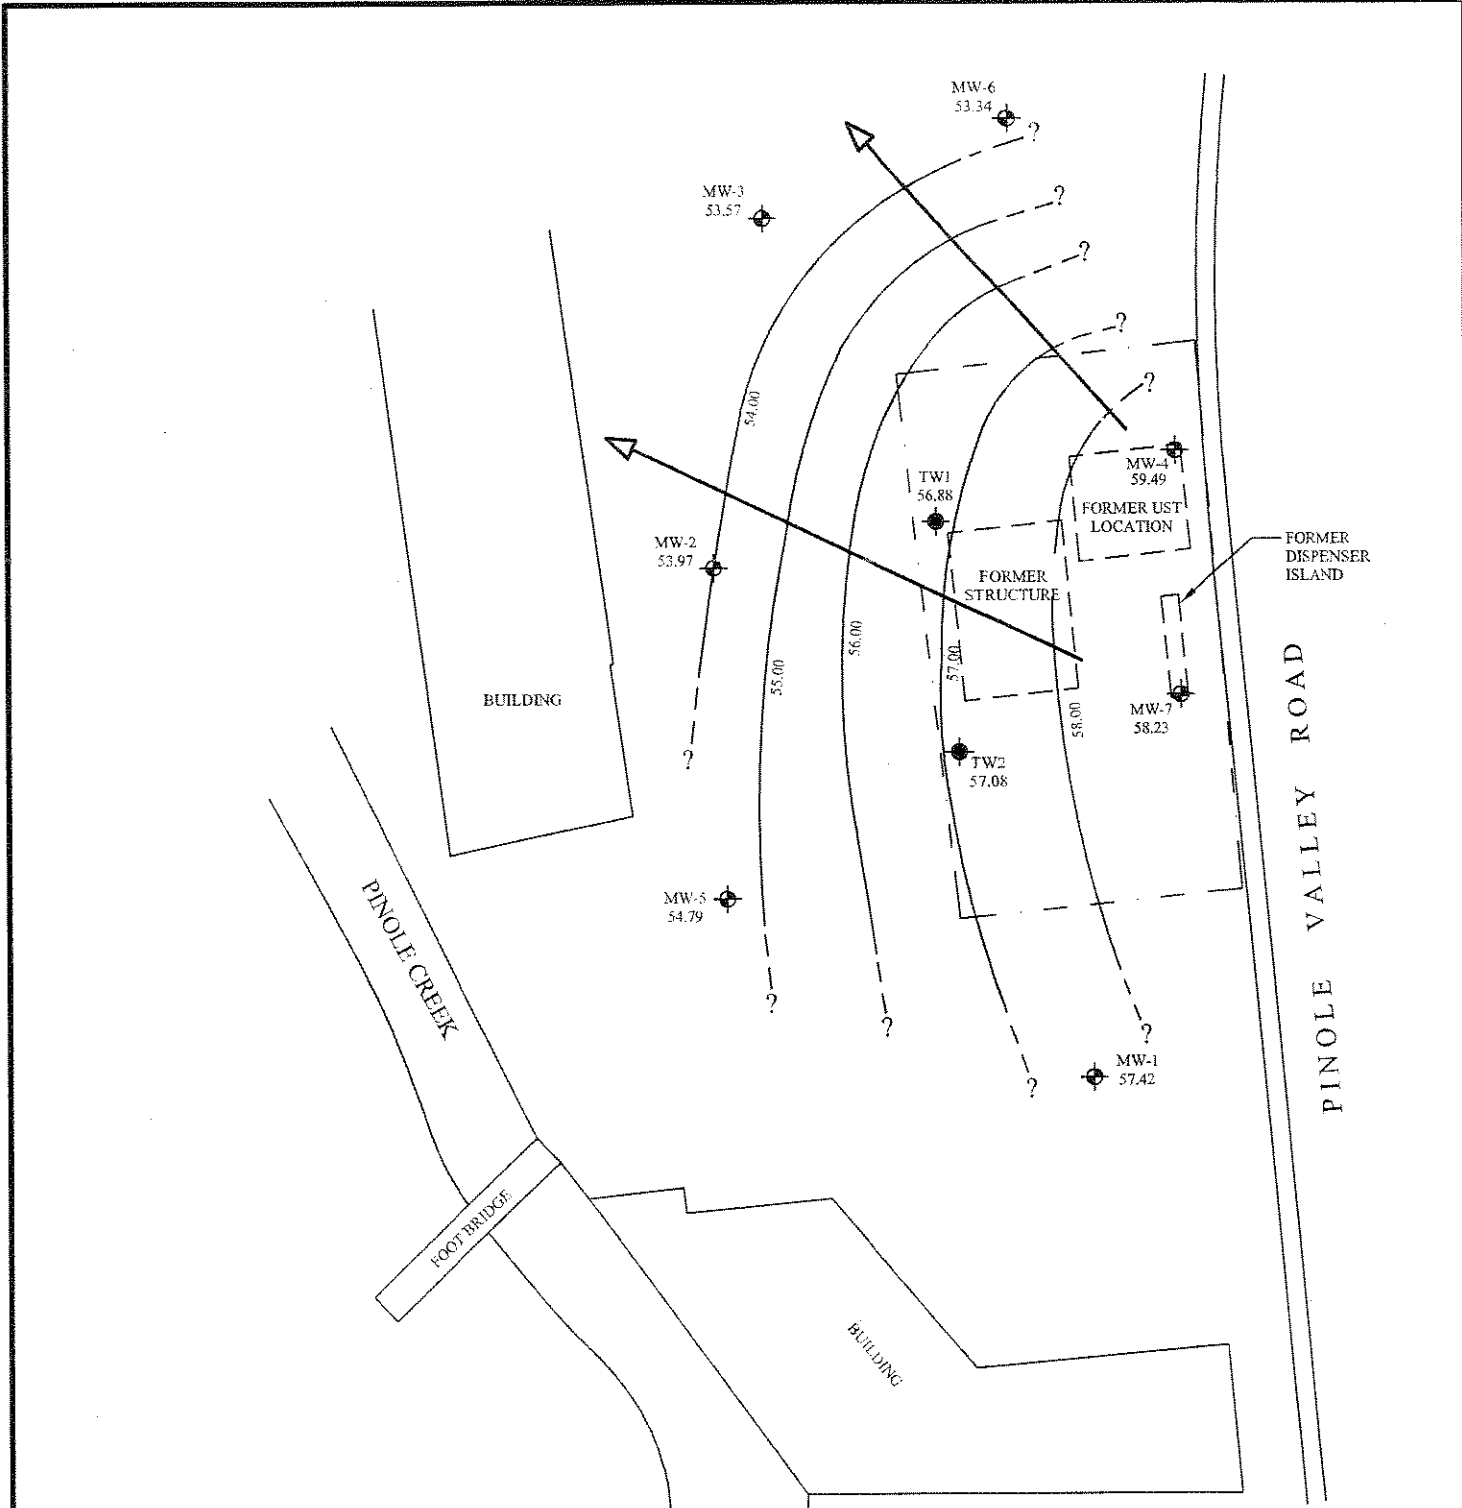 MW-6
53.34
?
MW-3
53.57
?
?
?
?
54.00
MW-4
59.49
TW1
56.88
FORMER UST
LOCATION
FORMER
DISPENSER
ISLAND
MW-2
53.97
FORMER
STRUCTURE
56.00
55.00
57.00
58.00
BUILDING
MW-7
58.23
?
TW2
57.08
PINOLE VALLEY ROAD
MW-5
54.79
PINOLE CREEK
?
?
?
MW-1
57.42
?
FOOT BRIDGE
BUILDING